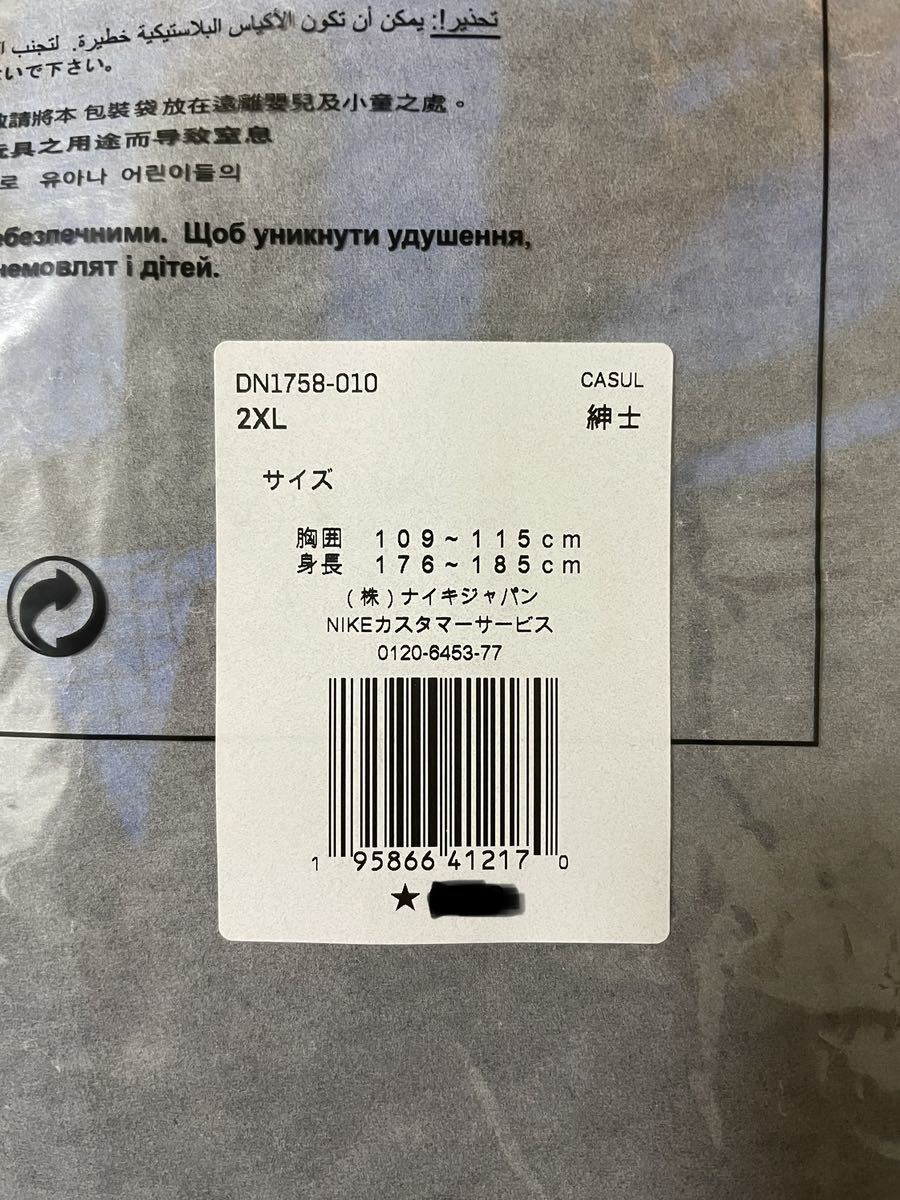 تحذير!: يمكن أن تكون الأكياس البلاستيكية خطيرة. لتجنب
いで下さい。
請將本 包裝袋 放在遠離嬰兒及小童之處。
具之用途而导致窒息
로 유아나 어린이들의
ебезпечними. Щоб уникнути удушення,
немовлят і дітей.
DN1758-010 CASUL
2XL 紳士
サイズ
胸囲 109~115cm
身長 176~185cm
(株)ナイキジャパン
NIKEカスタマーサービス
0120-6453-77
1 95866 41217 0
★